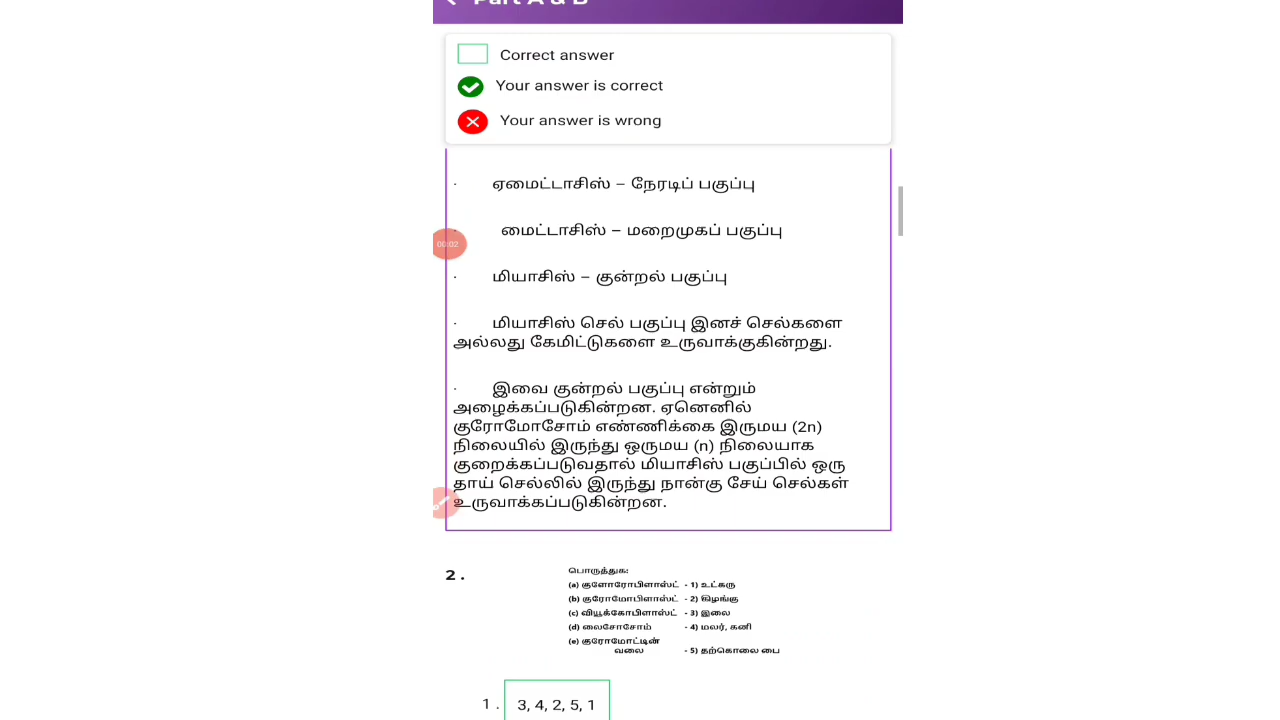 Part A & B
Correct answer
Your answer is correct
Your answer is wrong
· ஏமைட்டாசிஸ் – நேரடிப் பகுப்பு
· மைட்டாசிஸ் – மறைமுகப் பகுப்பு
00:02
· மியாசிஸ் – குன்றல் பகுப்பு
· மியாசிஸ் செல் பகுப்பு இனச் செல்களை
அல்லது கேமிட்டுகளை உருவாக்குகின்றது.
· இவை குன்றல் பகுப்பு என்றும்
அழைக்கப்படுகின்றன. ஏனெனில்
குரோமோசோம் எண்ணிக்கை இருமய (2n)
நிலையில் இருந்து ஒருமய (n) நிலையாக
குறைக்கப்படுவதால் மியாசிஸ் பகுப்பில் ஒரு
தாய் செல்லில் இருந்து நான்கு சேய் செல்கள்
உருவாக்கப்படுகின்றன.
2 . பொருத்துக:
(a) குளோரோபிளாஸ்ட் - 1) உட்கரு
(b) குரோமோபிளாஸ்ட் - 2) கிழங்கு
(c) வியூக்கோபிளாஸ்ட் - 3) இலை
(d) லைசோசோம் - 4) மலர், கனி
(e) குரோமோட்டின்
வலை - 5) தற்கொலை பை
1 . 3, 4, 2, 5, 1